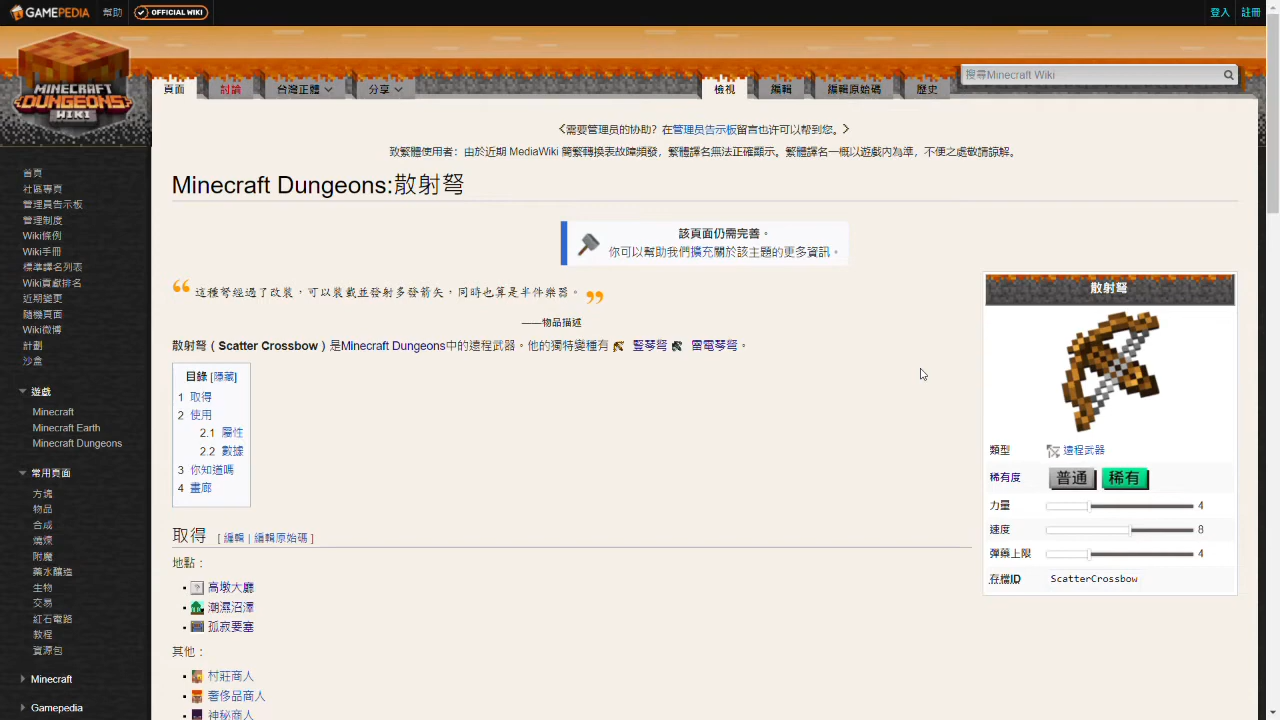 GAMEPEDIA 幫助 OFFICIAL WIKI 登入 註冊
MINECRAFT DUNGEONS WIKI
頁面 討論 台灣正體 分享 檢視 編輯 編輯原始碼 歷史
搜尋Minecraft Wiki
需要管理员的协助？在管理员告示板留言也许可以帮到您。
致繁體使用者：由於近期 MediaWiki 簡繁轉換表故障頻發，繁體譯名無法正確顯示。繁體譯名一概以遊戲內為準，不便之處敬請諒解。
Minecraft Dungeons:散射弩
該頁面仍需完善。
你可以幫助我們擴充關於該主題的更多資訊。
“ 这種弩經過了改裝，可以裝載並發射多發箭矢，同時也算是半件樂器。 ”
——物品描述
散射弩（Scatter Crossbow）是Minecraft Dungeons中的遠程武器。他的獨特變種有 豎琴弩 雷電琴弩。
目錄 [隱藏]
1 取得
2 使用
2.1 屬性
2.2 數據
3 你知道嗎
4 畫廊
取得 [ 編輯 | 編輯原始碼 ]
地點：
高墩大廳
潮濕沼澤
孤寂要塞
其他：
村莊商人
奢侈品商人
神秘商人
散射弩
類型 遠程武器
稀有度 普通 稀有
力量 4
速度 8
彈藥上限 4
存檔ID ScatterCrossbow
首頁
社區專頁
管理員告示板
管理制度
Wiki條例
Wiki手冊
標準譯名列表
Wiki貢獻排名
近期變更
隨機頁面
Wiki微博
計劃
沙盒
遊戲
Minecraft
Minecraft Earth
Minecraft Dungeons
常用頁面
方塊
物品
合成
燒煉
附魔
藥水釀造
生物
交易
紅石電路
教程
資源包
Minecraft
Gamepedia